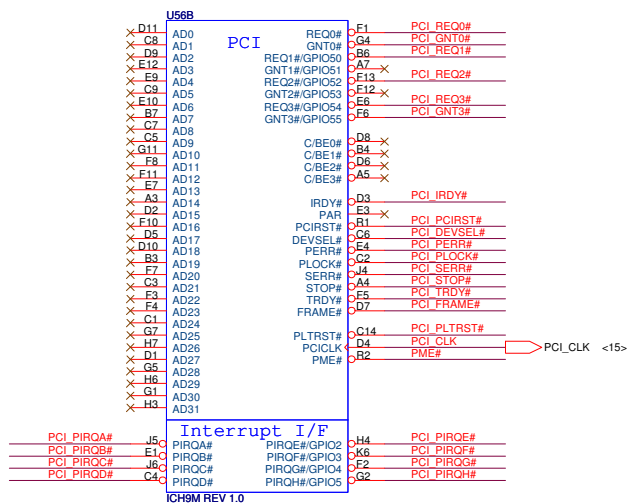 U56B
PCI
D11 AD0 REQ0# F1 PCI_REQ0#
C8 AD1 GNT0# G4 PCI_GNT0#
D9 AD2 REQ1#/GPIO50 B6 PCI_REQ1#
E12 AD3 GNT1#/GPIO51 A7
E9 AD4 REQ2#/GPIO52 F13 PCI_REQ2#
C9 AD5 GNT2#/GPIO53 F12
E10 AD6 REQ3#/GPIO54 E6 PCI_REQ3#
B7 AD7 GNT3#/GPIO55 F6 PCI_GNT3#
C7 AD8
C5 AD9 C/BE0# D8
G11 AD10 C/BE1# B4
F8 AD11 C/BE2# D6
F11 AD12 C/BE3# A5
E7 AD13
A3 AD14 IRDY# D3 PCI_IRDY#
D2 AD15 PAR E3
F10 AD16 PCIRST# R1 PCI_PCIRST#
D5 AD17 DEVSEL# C6 PCI_DEVSEL#
D10 AD18 PERR# E4 PCI_PERR#
B3 AD19 PLOCK# C2 PCI_PLOCK#
F7 AD20 SERR# J4 PCI_SERR#
C3 AD21 STOP# A4 PCI_STOP#
F3 AD22 TRDY# F5 PCI_TRDY#
F4 AD23 FRAME# D7 PCI_FRAME#
C1 AD24
G7 AD25 PLTRST# C14 PCI_PLTRST#
H7 AD26 PCICLK D4 PCI_CLK PCI_CLK <15>
D1 AD27 PME# R2 PME#
G5 AD28
H6 AD29
G1 AD30
H3 AD31
Interrupt I/F
PCI_PIRQA# J5 PIRQA# PIRQE#/GPIO2 H4 PCI_PIRQE#
PCI_PIRQB# E1 PIRQB# PIRQF#/GPIO3 K6 PCI_PIRQF#
PCI_PIRQC# J6 PIRQC# PIRQG#/GPIO4 F2 PCI_PIRQG#
PCI_PIRQD# C4 PIRQD# PIRQH#/GPIO5 G2 PCI_PIRQH#
ICH9M REV 1.0